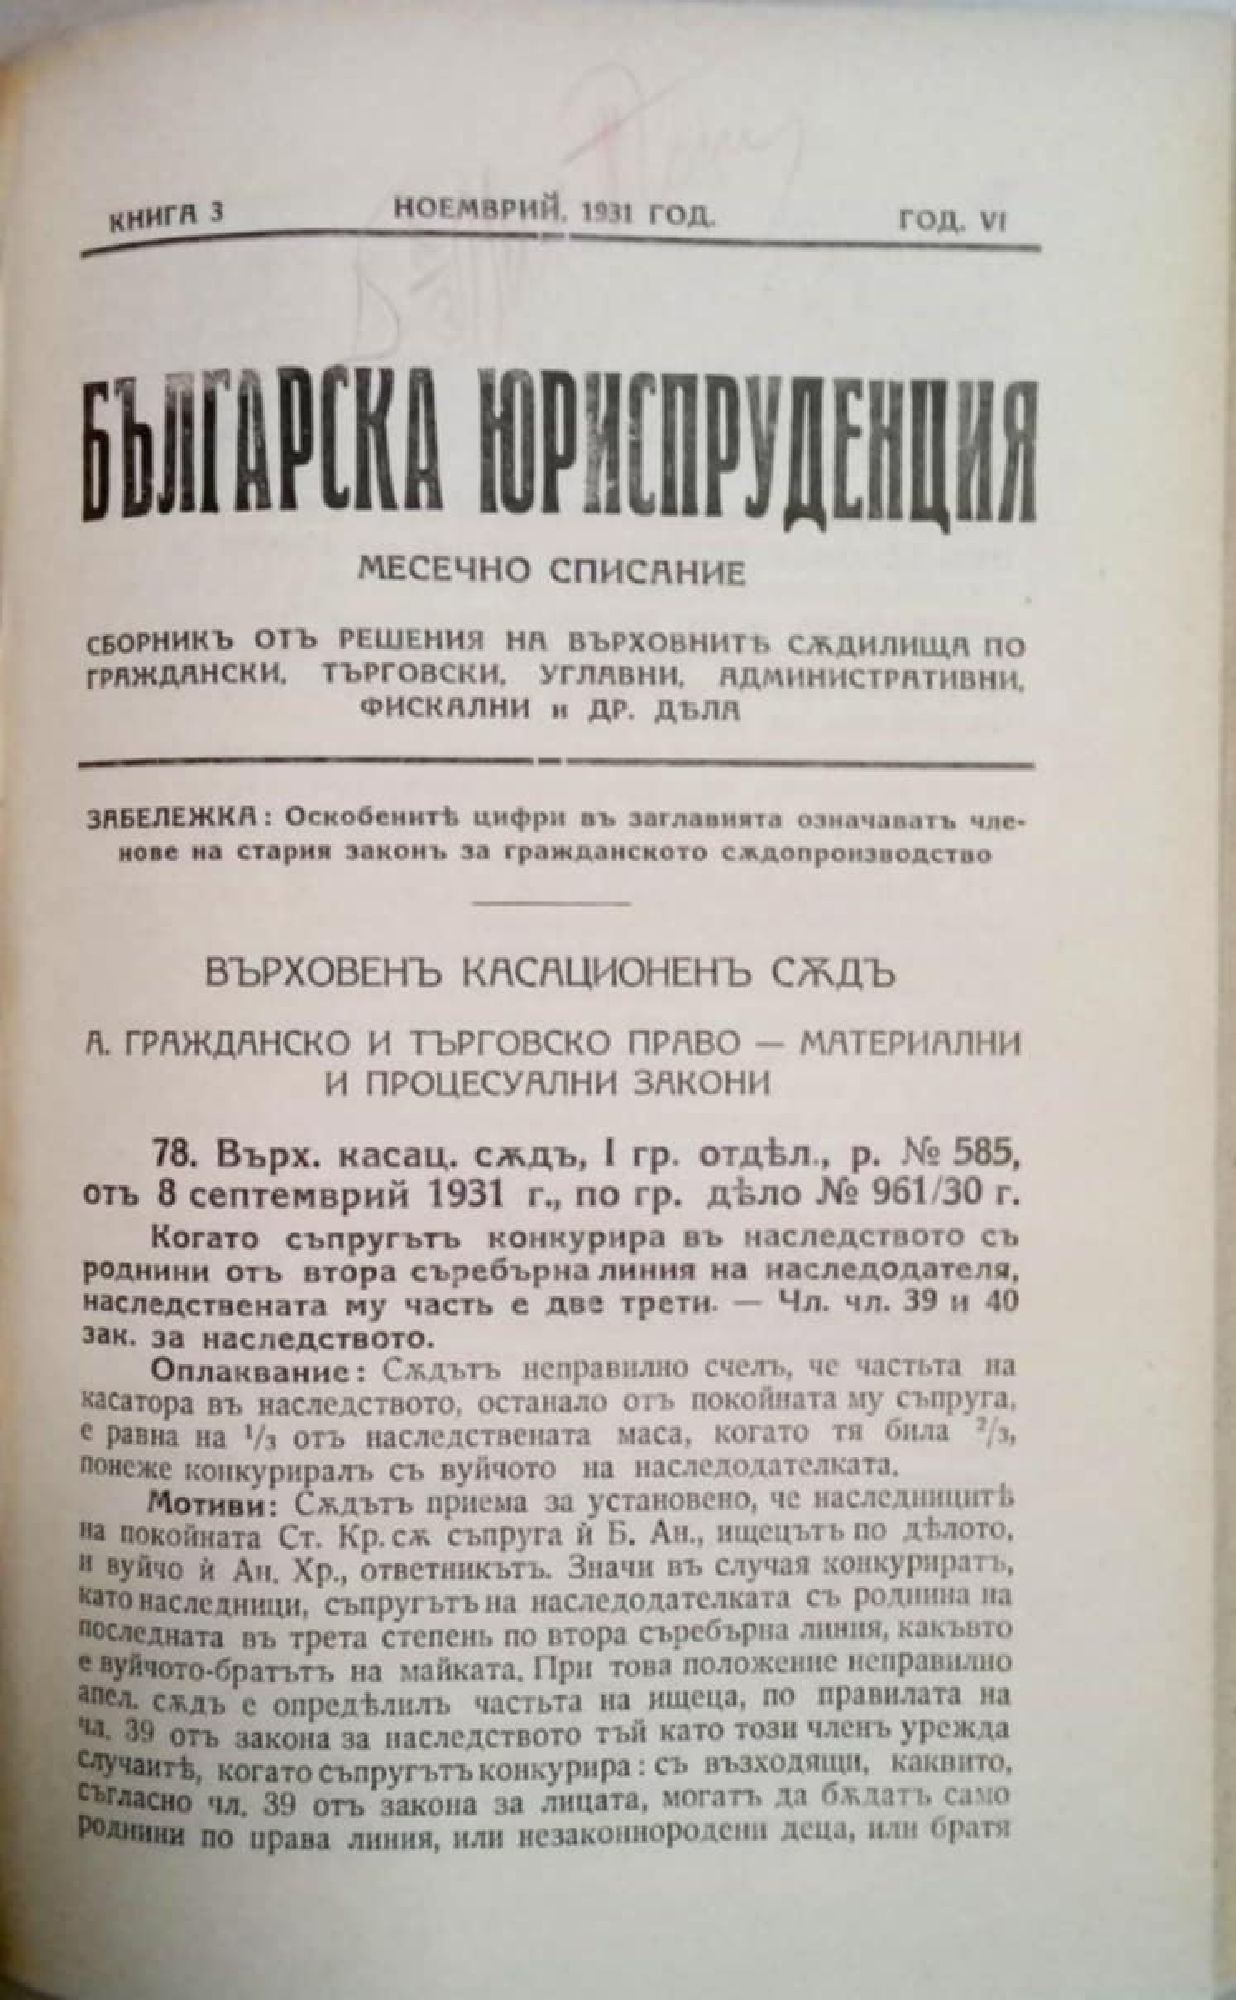 КНИГА 3 НОЕМВРИЙ, 1931 ГОД. ГОД. VI
БЪЛГАРСКА ЮРИСПРУДЕНЦИЯ
МЕСЕЧНО СПИСАНИЕ
СБОРНИКЪ ОТЪ РЕШЕНИЯ НА ВЪРХОВНИТѢ СѪДИЛИЩА ПО
ГРАЖДАНСКИ, ТЪРГОВСКИ, УГЛАВНИ, АДМИНИСТРАТИВНИ,
ФИСКАЛНИ и ДР. ДѢЛА
ЗАБЕЛЕЖКА: Оскобенитѣ цифри въ заглавията означаватъ чле-
нове на стария законъ за гражданското сѫдопроизводство
ВЪРХОВЕНЪ КАСАЦИОНЕНЪ СѪДЪ
А. ГРАЖДАНСКО И ТЪРГОВСКО ПРАВО — МАТЕРИАЛНИ
И ПРОЦЕСУАЛНИ ЗАКОНИ
78. Върх. касац. сѫдъ, I гр. отдѣл., р. № 585,
отъ 8 септемврий 1931 г., по гр. дѣло № 961/30 г.
Когато съпругътъ конкурира въ наследството съ
роднини отъ втора съребърна линия на наследодателя,
наследствената му часть е две трети. — Чл. чл. 39 и 40
зак. за наследството.
Оплаквание: Сѫдътъ неправилно счелъ, че частьта на
касатора въ наследството, останало отъ покойната му съпруга,
е равна на ¹/₃ отъ наследствената маса, когато тя била ²/₃,
понеже конкуриралъ съ вуйчото на наследодателката.
Мотиви: Сѫдътъ приема за установено, че наследницитѣ
на покойната Ст. Кр. сѫ съпруга ѝ Б. Ан., ищецътъ по дѣлото,
и вуйчо ѝ Ан. Хр., ответникътъ. Значи въ случая конкуриратъ,
като наследници, съпругътъ на наследодателката съ роднина на
последната въ трета степень по втора съребърна линия, какъвто
е вуйчото-братътъ на майката. При това положение неправилно
апел. сѫдъ е опредѣлилъ частьта на ищеца, по правилата на
чл. 39 отъ закона за наследството тъй като този членъ урежда
случаитѣ, когато съпругътъ конкурира: съ възходящи, каквито,
съгласно чл. 39 отъ закона за лицата, могатъ да бѫдатъ само
роднини по права линия, или незаконнородени деца, или братя